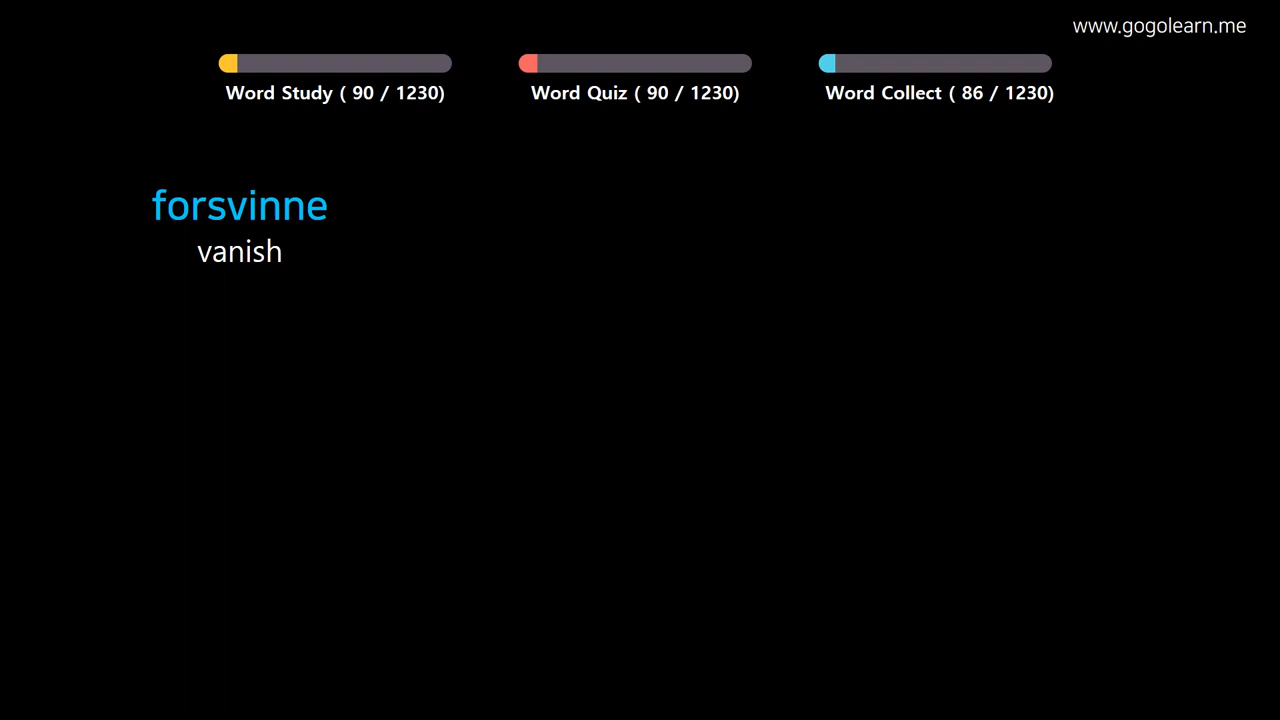 www.gogolearn.me
Word Study ( 90 / 1230)
Word Quiz ( 90 / 1230)
Word Collect ( 86 / 1230)
forsvinne
vanish